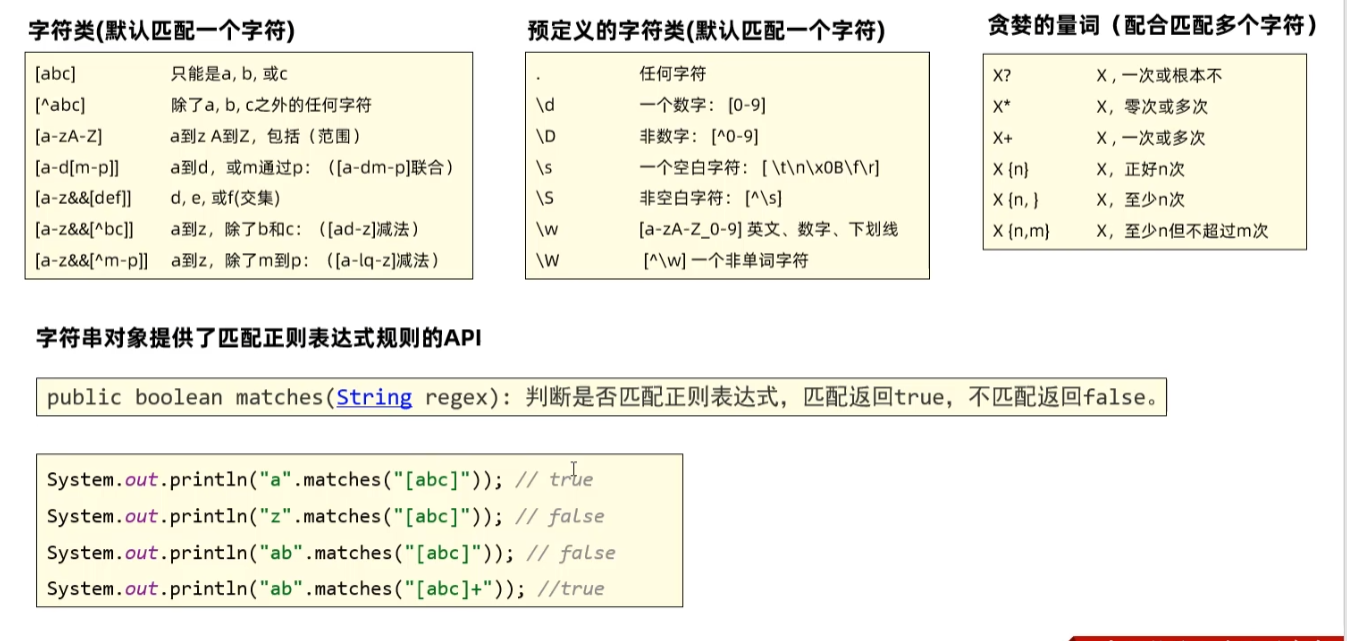 字符类(默认匹配一个字符)
[abc] 只能是a, b, 或c
[^abc] 除了a, b, c之外的任何字符
[a-zA-Z] a到z A到Z，包括（范围）
[a-d[m-p]] a到d，或m通过p：（[a-dm-p]联合）
[a-z&&[def]] d, e, 或f(交集)
[a-z&&[^bc]] a到z，除了b和c：（[ad-z]减法）
[a-z&&[^m-p]] a到z，除了m到p：（[a-lq-z]减法）
预定义的字符类(默认匹配一个字符)
. 任何字符
\d 一个数字： [0-9]
\D 非数字： [^0-9]
\s 一个空白字符： [ \t\n\x0B\f\r]
\S 非空白字符： [^\s]
\w [a-zA-Z_0-9] 英文、数字、下划线
\W [^\w] 一个非单词字符
贪婪的量词（配合匹配多个字符）
X? X , 一次或根本不
X* X，零次或多次
X+ X , 一次或多次
X {n} X，正好n次
X {n, } X，至少n次
X {n,m} X，至少n但不超过m次
字符串对象提供了匹配正则表达式规则的API
public boolean matches(String regex): 判断是否匹配正则表达式，匹配返回true，不匹配返回false。
System.out.println("a".matches("[abc]")); // true
System.out.println("z".matches("[abc]")); // false
System.out.println("ab".matches("[abc]")); // false
System.out.println("ab".matches("[abc]+")); //true